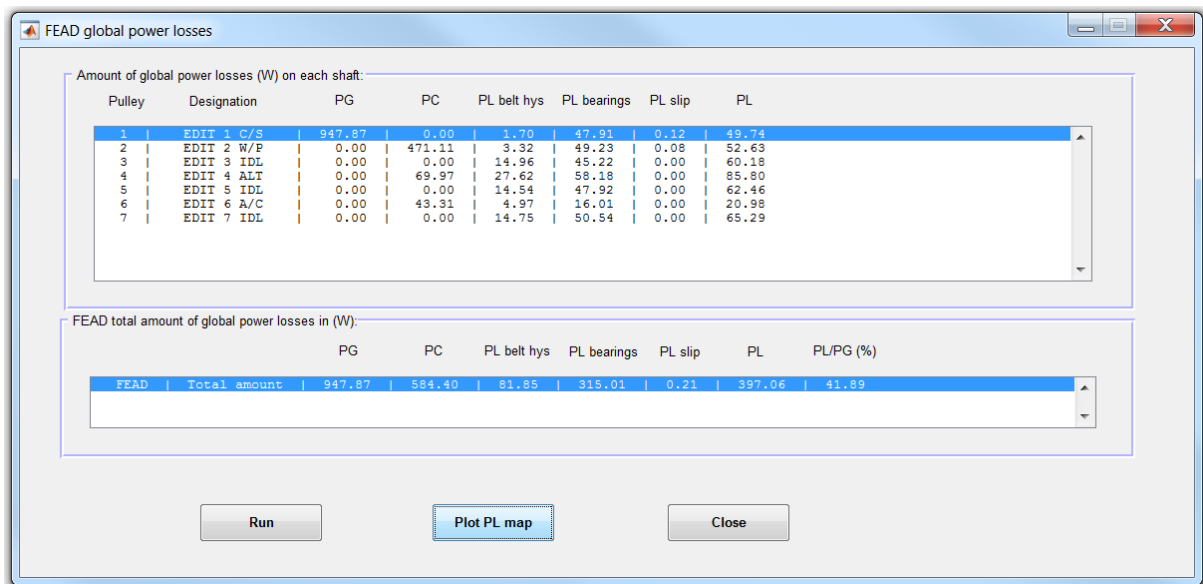 FEAD global power losses
Amount of global power losses (W) on each shaft:
Pulley Designation PG PC PL belt hys PL bearings PL slip PL
1 | EDIT 1 C/S | 947.87 | 0.00 | 1.70 | 47.91 | 0.12 | 49.74
2 | EDIT 2 W/P | 0.00 | 471.11 | 3.32 | 49.23 | 0.08 | 52.63
3 | EDIT 3 IDL | 0.00 | 0.00 | 14.96 | 45.22 | 0.00 | 60.18
4 | EDIT 4 ALT | 0.00 | 69.97 | 27.62 | 58.18 | 0.00 | 85.80
5 | EDIT 5 IDL | 0.00 | 0.00 | 14.54 | 47.92 | 0.00 | 62.46
6 | EDIT 6 A/C | 0.00 | 43.31 | 4.97 | 16.01 | 0.00 | 20.98
7 | EDIT 7 IDL | 0.00 | 0.00 | 14.75 | 50.54 | 0.00 | 65.29
FEAD total amount of global power losses in (W):
PG PC PL belt hys PL bearings PL slip PL PL/PG (%)
FEAD | Total amount | 947.87 | 584.40 | 81.85 | 315.01 | 0.21 | 397.06 | 41.89
Run Plot PL map Close